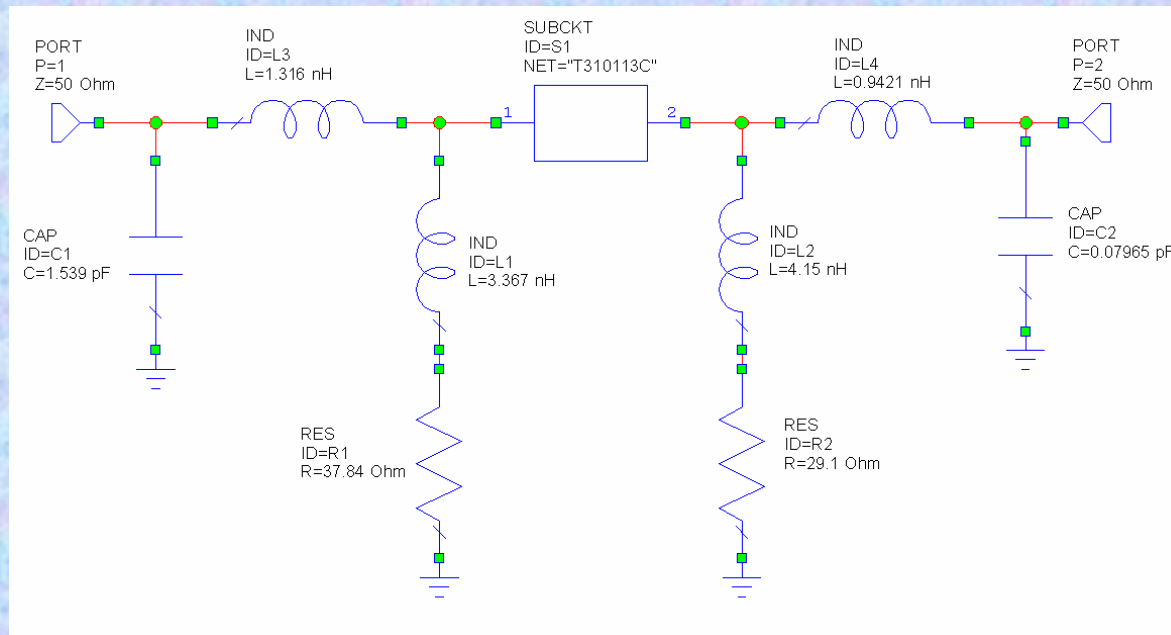 PORT
P=1
Z=50 Ohm
IND
ID=L3
L=1.316 nH
SUBCKT
ID=S1
NET="T310113C"
IND
ID=L4
L=0.9421 nH
PORT
P=2
Z=50 Ohm
1
2
CAP
ID=C1
C=1.539 pF
IND
ID=L1
L=3.367 nH
IND
ID=L2
L=4.15 nH
CAP
ID=C2
C=0.07965 pF
RES
ID=R1
R=37.84 Ohm
RES
ID=R2
R=29.1 Ohm